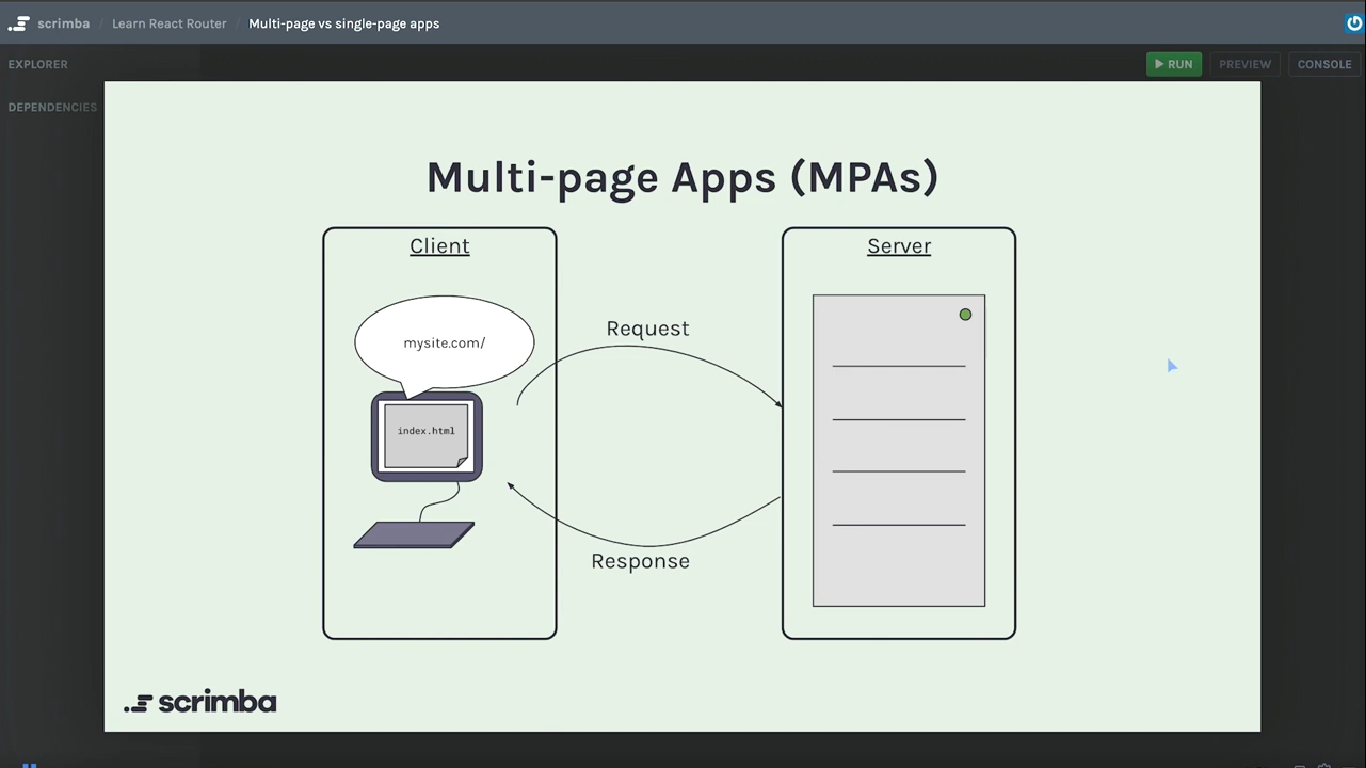 scrimba / Learn React Router / Multi-page vs single-page apps
EXPLORER
RUN
PREVIEW
CONSOLE
DEPENDENCIES
Multi-page Apps (MPAs)
Client
Server
mysite.com/
Request
index.html
Response
scrimba